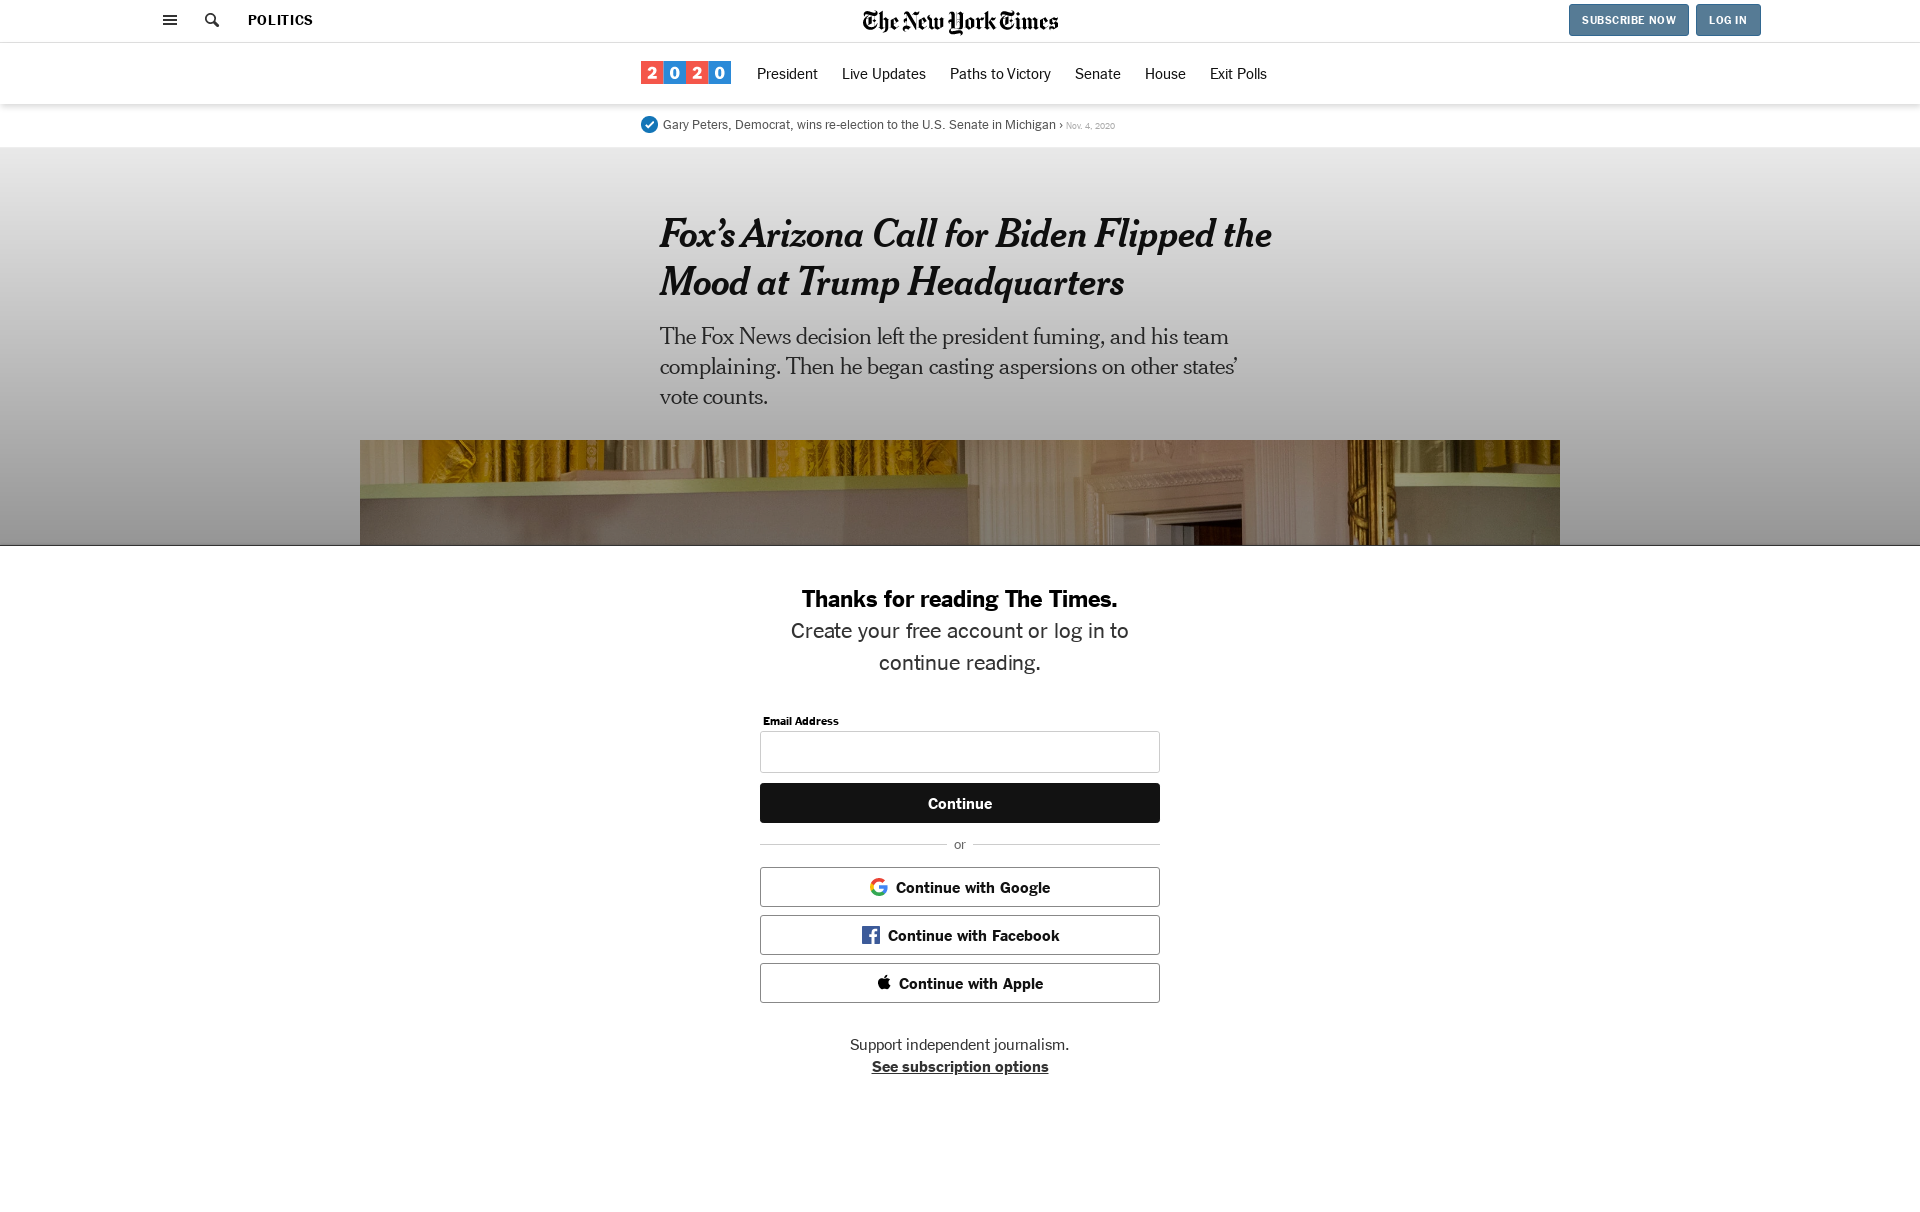 POLITICS
The New York Times
SUBSCRIBE NOW
LOG IN
2020
President
Live Updates
Paths to Victory
Senate
House
Exit Polls
Gary Peters, Democrat, wins re-election to the U.S. Senate in Michigan › Nov. 4, 2020
Fox’s Arizona Call for Biden Flipped the
Mood at Trump Headquarters
The Fox News decision left the president fuming, and his team
complaining. Then he began casting aspersions on other states’
vote counts.
Thanks for reading The Times.
Create your free account or log in to
continue reading.
Email Address
Continue
or
Continue with Google
Continue with Facebook
Continue with Apple
Support independent journalism.
See subscription options